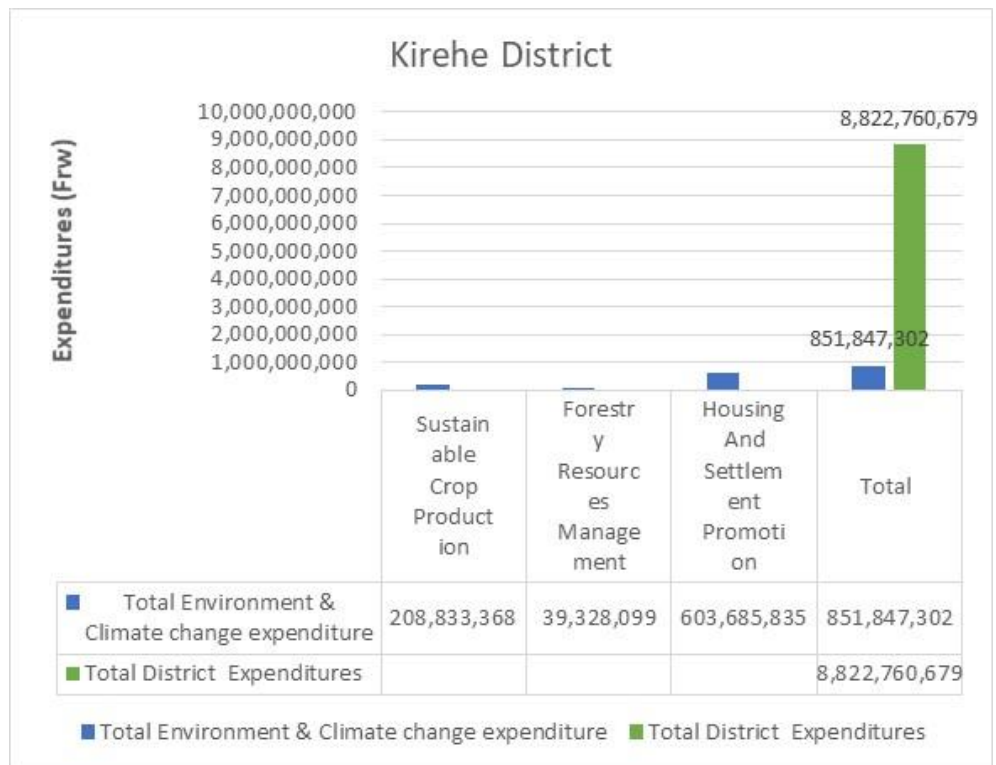 Kirehe District
Expenditures (Frw)
10,000,000,000
9,000,000,000
8,000,000,000
7,000,000,000
6,000,000,000
5,000,000,000
4,000,000,000
3,000,000,000
2,000,000,000
1,000,000,000
0
8,822,760,679
851,847,302
Sustain
able
Crop
Product
ion
Forestr
y
Resourc
es
Manage
ment
Housing
And
Settlem
ent
Promoti
on
Total
Total Environment &
Climate change expenditure
208,833,368
39,328,099
603,685,835
851,847,302
Total District Expenditures
8,822,760,679
Total Environment & Climate change expenditure
Total District Expenditures